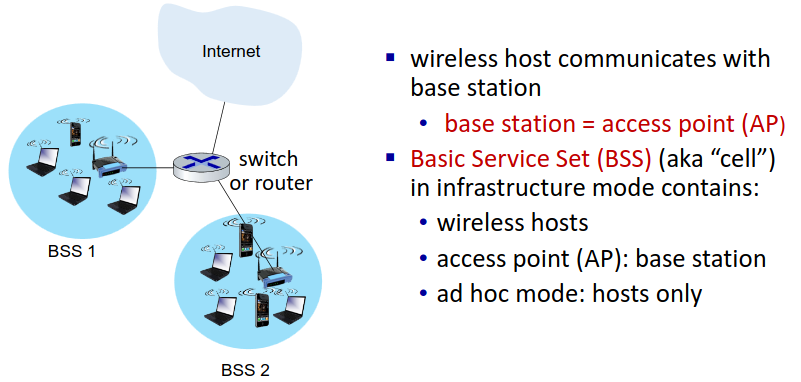 Internet
switch
or router
BSS 1
BSS 2
▪ wireless host communicates with
base station
• base station = access point (AP)
▪ Basic Service Set (BSS) (aka “cell”)
in infrastructure mode contains:
• wireless hosts
• access point (AP): base station
• ad hoc mode: hosts only